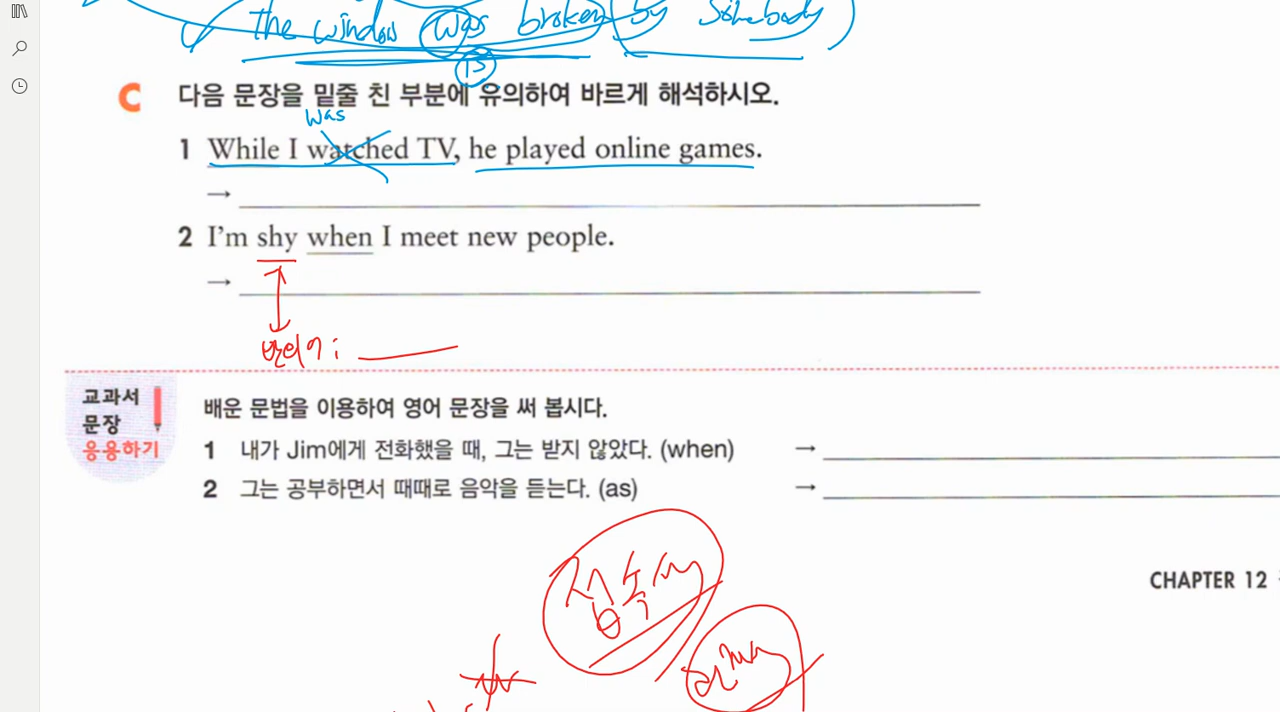 the window was broken (by somebody)
is
C 다음 문장을 밑줄 친 부분에 유의하여 바르게 해석하시오.
was
1 While I watched TV, he played online games.
→
2 I'm shy when I meet new people.
→
반의어 :
교과서
문장
응용하기
배운 문법을 이용하여 영어 문장을 써 봅시다.
1 내가 Jim에게 전화했을 때, 그는 받지 않았다. (when) →
2 그는 공부하면서 때때로 음악을 듣는다. (as) →
접속사
CHAPTER 12